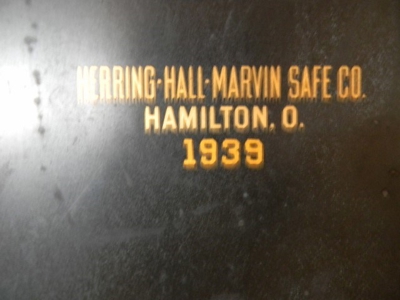 HERRING-HALL-MARVIN SAFE CO.
HAMILTON, O.
1939